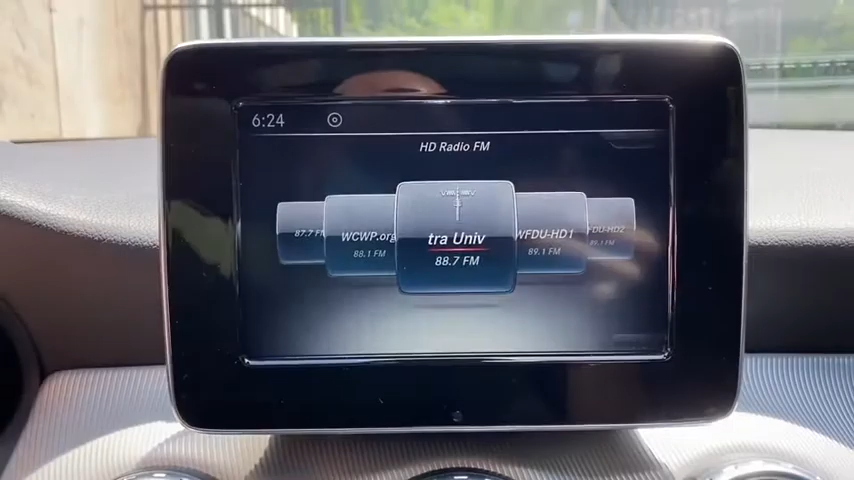 6:24
HD Radio FM
87.7 FM
WCWP.org
88.1 FM
tra Univ
88.7 FM
WFDU-HD1
89.1 FM
FDU-HD2
89.1 FM